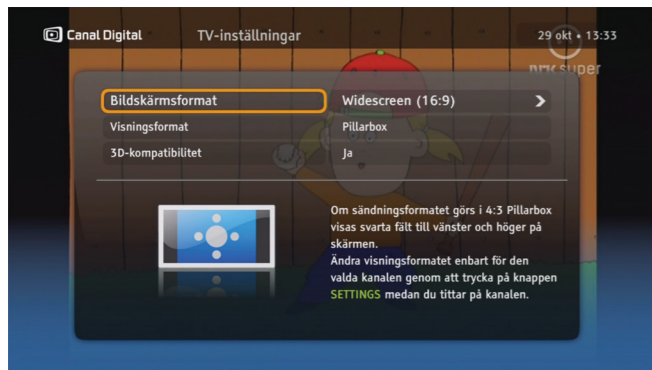 Canal Digital TV-inställningar 29 okt • 13:33
nrk super
Bildskärmsformat Widescreen (16:9)
Visningsformat Pillarbox
3D-kompatibilitet Ja
Om sändningsformatet görs i 4:3 Pillarbox
visas svarta fält till vänster och höger på
skärmen.
Ändra visningsformatet enbart för den
valda kanalen genom att trycka på knappen
SETTINGS medan du tittar på kanalen.